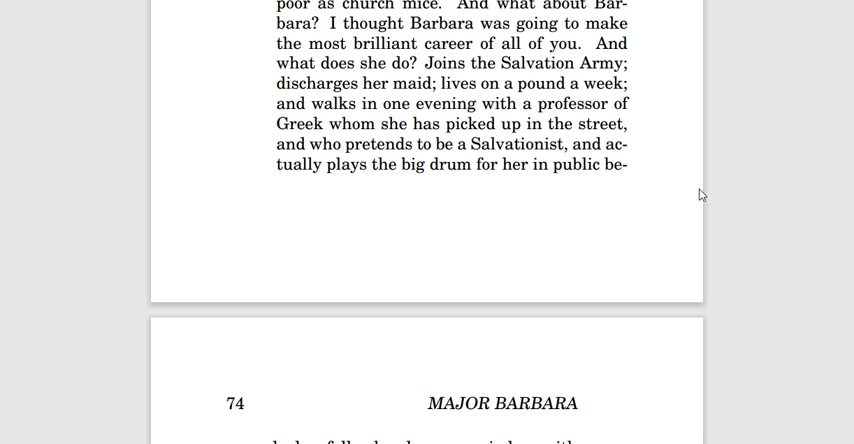 poor as church mice. And what about Bar-
bara? I thought Barbara was going to make
the most brilliant career of all of you. And
what does she do? Joins the Salvation Army;
discharges her maid; lives on a pound a week;
and walks in one evening with a professor of
Greek whom she has picked up in the street,
and who pretends to be a Salvationist, and ac-
tually plays the big drum for her in public be-
74 MAJOR BARBARA